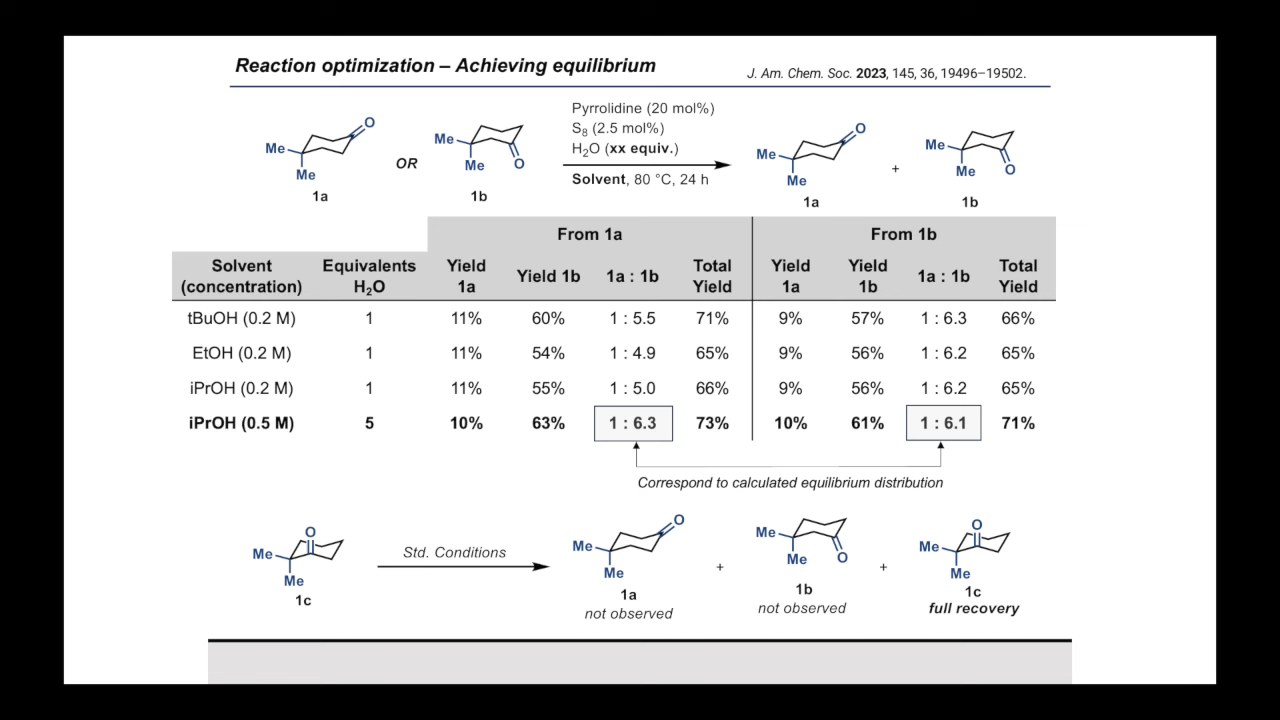 Reaction optimization – Achieving equilibrium
J. Am. Chem. Soc. 2023, 145, 36, 19496–19502.
Me
Me
O
1a
OR
Me
Me
O
1b
Pyrrolidine (20 mol%)
S8 (2.5 mol%)
H2O (xx equiv.)
Solvent, 80 °C, 24 h
Me
Me
O
1a
+
Me
Me
O
1b
From 1a From 1b
Solvent (concentration) Equivalents H2O Yield 1a Yield 1b 1a : 1b Total Yield Yield 1a Yield 1b 1a : 1b Total Yield
tBuOH (0.2 M) 1 11% 60% 1 : 5.5 71% 9% 57% 1 : 6.3 66%
EtOH (0.2 M) 1 11% 54% 1 : 4.9 65% 9% 56% 1 : 6.2 65%
iPrOH (0.2 M) 1 11% 55% 1 : 5.0 66% 9% 56% 1 : 6.2 65%
iPrOH (0.5 M) 5 10% 63% 1 : 6.3 73% 10% 61% 1 : 6.1 71%
Correspond to calculated equilibrium distribution
O
Me
Me
1c
Std. Conditions
Me
Me
O
1a
not observed
+
Me
Me
O
1b
not observed
+
O
Me
Me
1c
full recovery